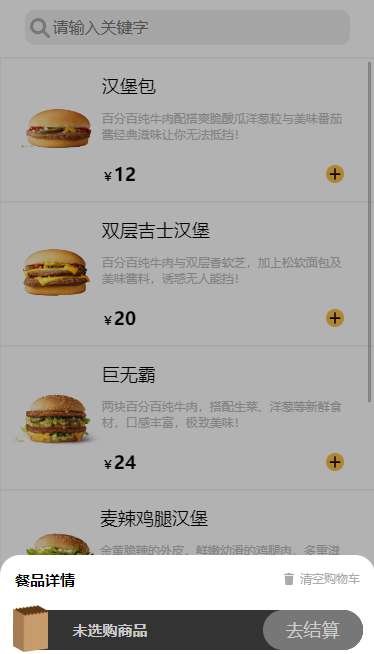 请输入关键字
汉堡包
百分百纯牛肉配搭爽脆酸瓜洋葱粒与美味番茄
酱经典滋味让你无法抵挡！
￥12
双层吉士汉堡
百分百纯牛肉与双层香软芝，加上松软面包及
美味酱料，诱惑无人能挡！
￥20
巨无霸
两块百分百纯牛肉，搭配生菜、洋葱等新鲜食
材，口感丰富，极致美味！
￥24
麦辣鸡腿汉堡
金黄脆辣的外皮，鲜嫩幼滑的鸡腿肉，多重滋
餐品详情
清空购物车
未选购商品
去结算